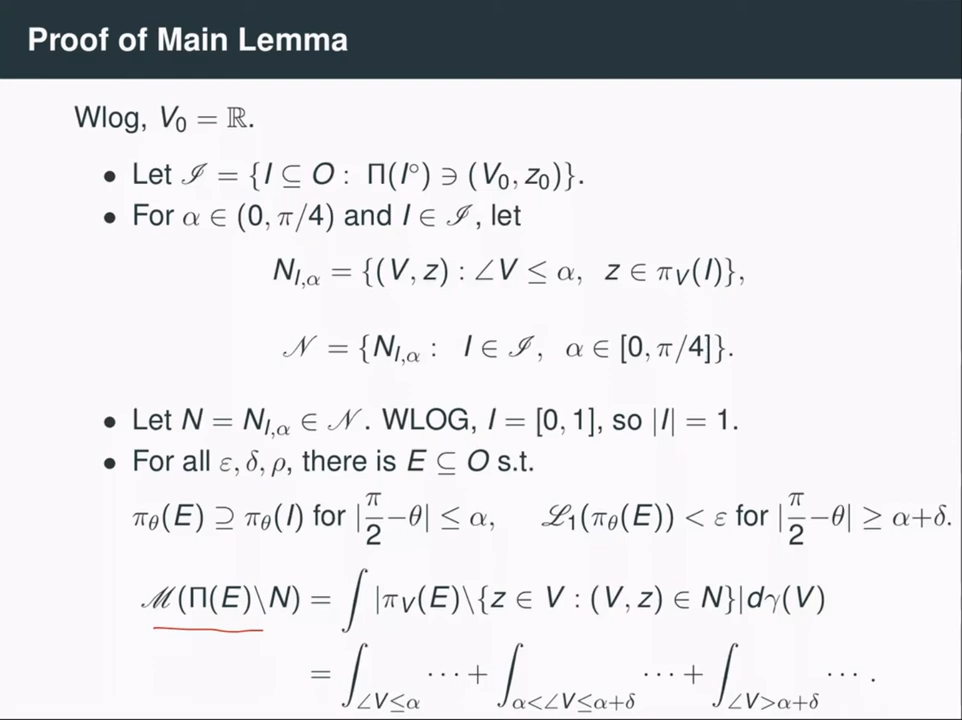 Proof of Main Lemma
Wlog, V₀ = ℝ.
• Let ℐ = {I ⊆ O : Π(I°) ∋ (V₀, z₀)}.
• For α ∈ (0, π/4) and I ∈ ℐ, let
N_{I,α} = {(V, z) : ∠V ≤ α, z ∈ π_V(I)},
𝒩 = {N_{I,α} : I ∈ ℐ, α ∈ [0, π/4]}.
• Let N = N_{I,α} ∈ 𝒩. WLOG, I = [0, 1], so |I| = 1.
• For all ε, δ, ρ, there is E ⊆ O s.t.
π_θ(E) ⊇ π_θ(I) for |π/2 − θ| ≤ α, ℒ₁(π_θ(E)) < ε for |π/2 − θ| ≥ α+δ.
ℳ(Π(E)\N) = ∫ |π_V(E)\{z ∈ V : (V, z) ∈ N}|dγ(V)
= ∫_{∠V≤α} ⋯ + ∫_{α<∠V≤α+δ} ⋯ + ∫_{∠V>α+δ} ⋯ .